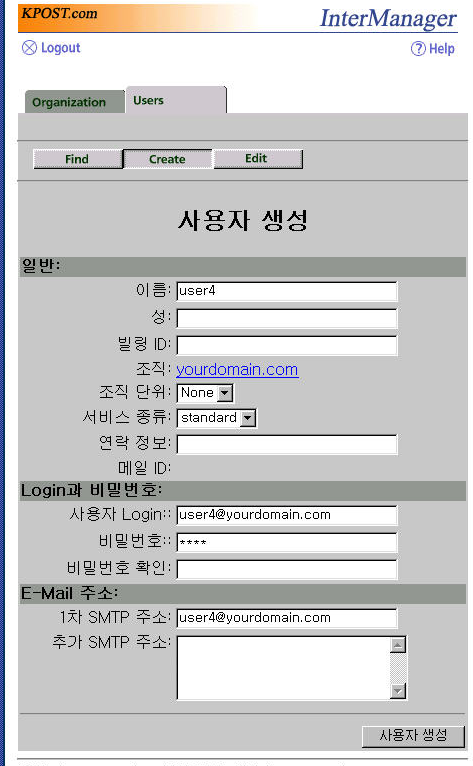 KPOST.com InterManager
Logout Help
Organization Users
Find Create Edit
사용자 생성
일반:
이름: user4
성:
빌링 ID:
조직: yourdomain.com
조직 단위: None
서비스 종류: standard
연락 정보:
메일 ID:
Login과 비밀번호:
사용자 Login:: user4@yourdomain.com
비밀번호:: ****
비밀번호 확인:
E-Mail 주소:
1차 SMTP 주소: user4@yourdomain.com
추가 SMTP 주소:
사용자 생성